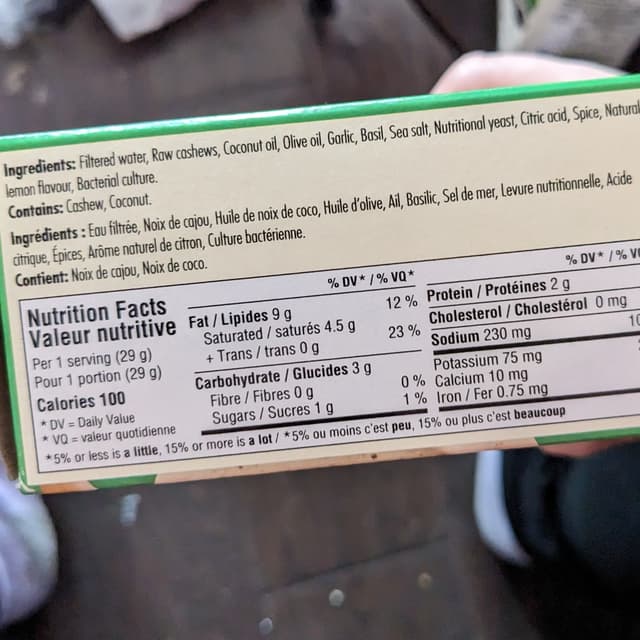 Ingredients: Filtered water, Raw cashews, Coconut oil, Olive oil, Garlic, Basil, Sea salt, Nutritional yeast, Citric acid, Spice, Natural
lemon flavour, Bacterial culture.
Contains: Cashew, Coconut.
Ingrédients : Eau filtrée, Noix de cajou, Huile de noix de coco, Huile d'olive, Ail, Basilic, Sel de mer, Levure nutritionnelle, Acide
citrique, Épices, Arôme naturel de citron, Culture bactérienne.
Contient : Noix de cajou, Noix de coco.
Nutrition Facts
Valeur nutritive
Per 1 serving (29 g)
Pour 1 portion (29 g)
Calories 100
* DV = Daily Value
* VQ = valeur quotidienne
% DV* / % VQ*
Fat / Lipides 9 g 12 %
Saturated / saturés 4.5 g
+ Trans / trans 0 g 23 %
Carbohydrate / Glucides 3 g
Fibre / Fibres 0 g 0 %
Sugars / Sucres 1 g 1 %
% DV* / %
Protein / Protéines 2 g
Cholesterol / Cholestérol 0 mg
Sodium 230 mg
Potassium 75 mg
Calcium 10 mg
Iron / Fer 0.75 mg
*5% or less is a little, 15% or more is a lot / *5% ou moins c'est peu, 15% ou plus c'est beaucoup